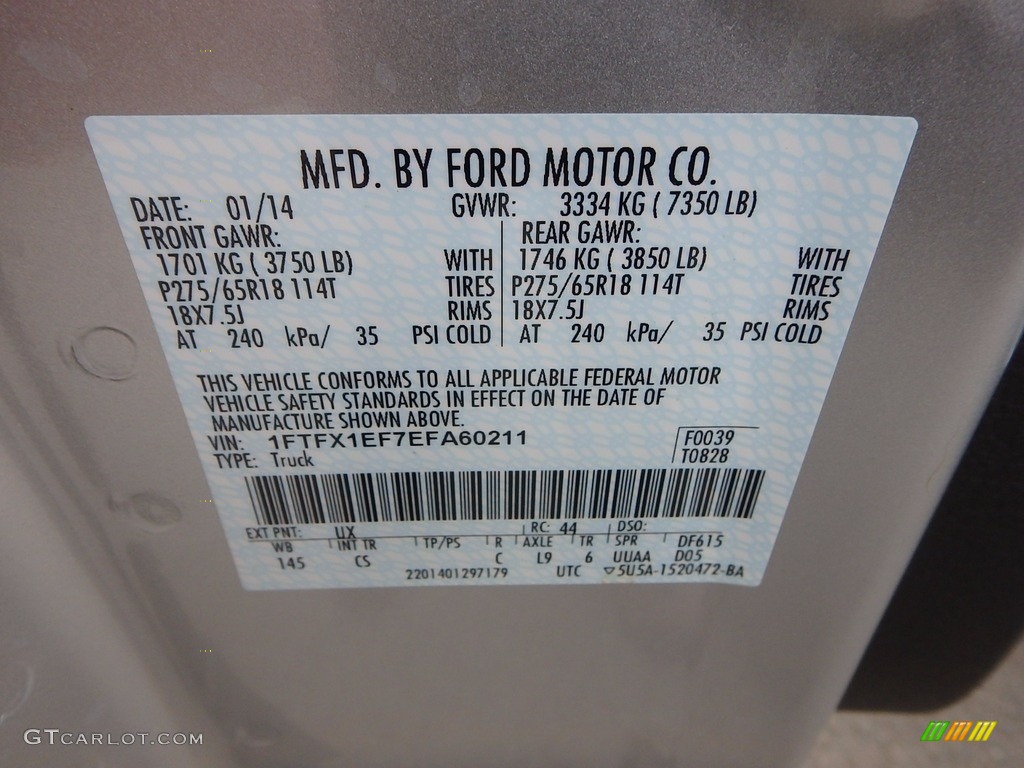 MFD. BY FORD MOTOR CO.
DATE: 01/14 GVWR: 3334 KG ( 7350 LB)
FRONT GAWR: REAR GAWR:
1701 KG ( 3750 LB) WITH 1746 KG ( 3850 LB) WITH
P275/65R18 114T TIRES P275/65R18 114T TIRES
18X7.5J RIMS 18X7.5J RIMS
AT 240 kPa/ 35 PSI COLD AT 240 kPa/ 35 PSI COLD
THIS VEHICLE CONFORMS TO ALL APPLICABLE FEDERAL MOTOR
VEHICLE SAFETY STANDARDS IN EFFECT ON THE DATE OF
MANUFACTURE SHOWN ABOVE.
VIN: 1FTFX1EF7EFA60211 F0039
TYPE: Truck T0828
EXT PNT: UX RC: 44 DSO:
WB INT TR TP/PS R AXLE TR SPR DF615
145 CS C L9 6 UUAA D05
2201401297179 UTC ▽5U5A-1520472-BA
GTCARLOT.COM